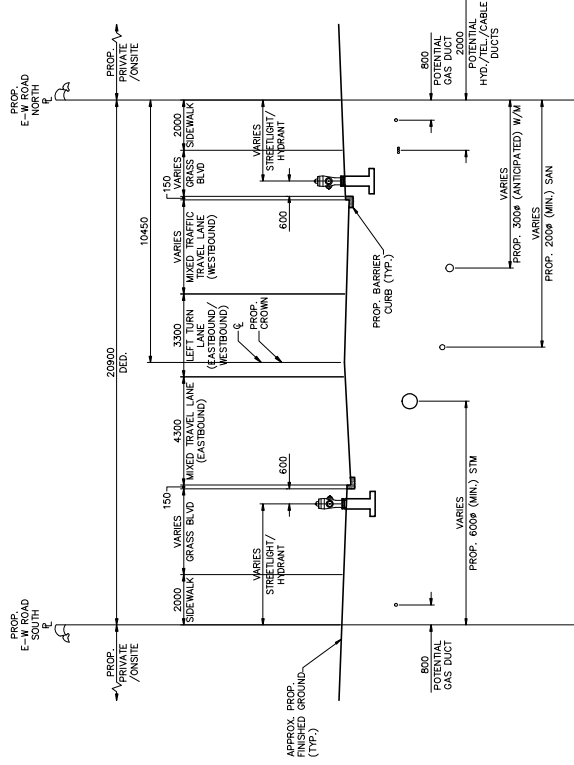 PROP.
E-W ROAD
SOUTH
PL
PROP.
E-W ROAD
NORTH
PL
PROP.
PRIVATE
/ONSITE
20900
DED.
PROP.
PRIVATE
/ONSITE
10450
2000
SIDEWALK
VARIES
GRASS BLVD
150
4300
MIXED TRAVEL LANE
(EASTBOUND)
3300
LEFT TURN
LANE
(EASTBOUND/
WESTBOUND)
VARIES
MIXED TRAFFIC
TRAVEL LANE
(WESTBOUND)
150
VARIES
GRASS
BLVD
2000
SIDEWALK
VARIES
STREETLIGHT/
HYDRANT
600
℄
PROP.
CROWN
600
VARIES
STREETLIGHT/
HYDRANT
APPROX. PROP.
FINISHED GROUND
(TYP.)
PROP. BARRIER
CURB (TYP.)
800
POTENTIAL
GAS DUCT
800
POTENTIAL
GAS DUCT
2000
POTENTIAL
HYD./TEL./CABLE
DUCTS
VARIES
PROP. 600ø (MIN.) STM
VARIES
PROP. 300ø (ANTICIPATED) W/M
VARIES
PROP. 200ø (MIN.) SAN